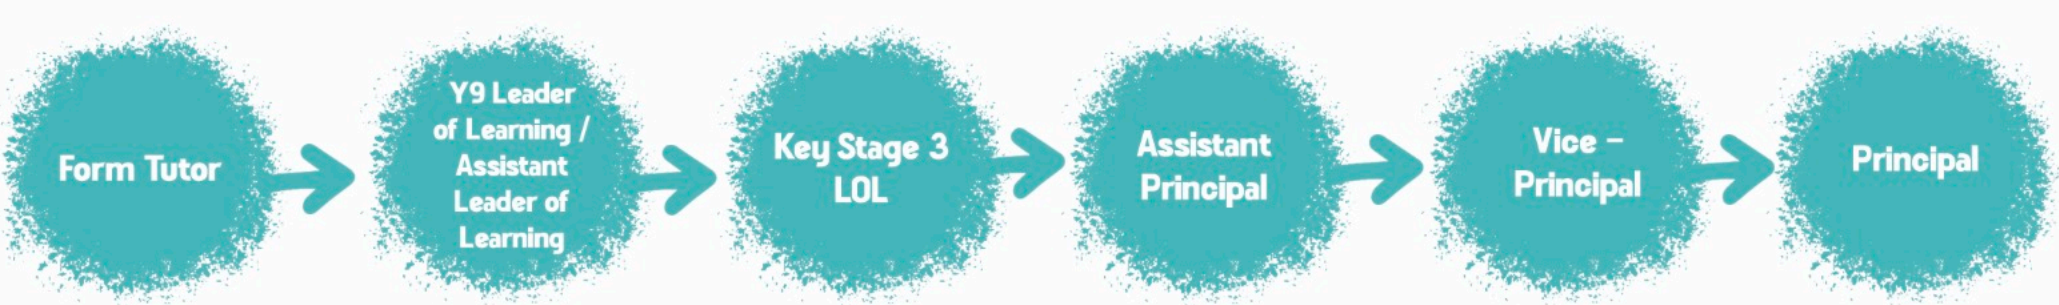 Form Tutor
Y9 Leader
of Learning /
Assistant
Leader of
Learning
Key Stage 3
LOL
Assistant
Principal
Vice –
Principal
Principal